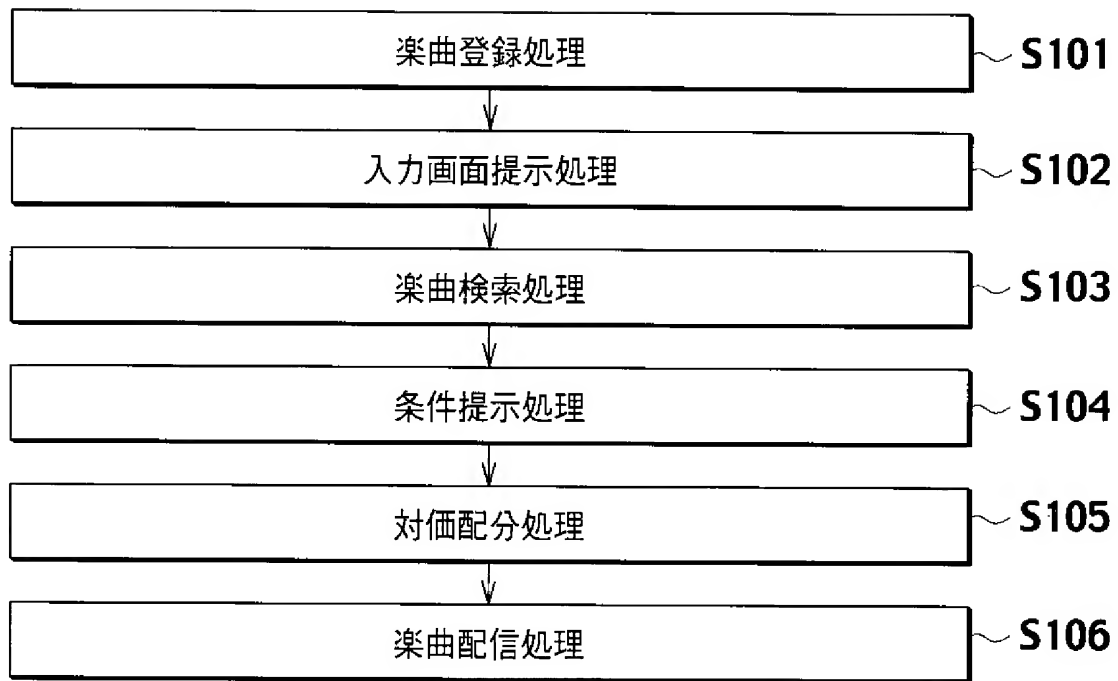 楽曲登録処理 S101
入力画面提示処理 S102
楽曲検索処理 S103
条件提示処理 S104
対価配分処理 S105
楽曲配信処理 S106